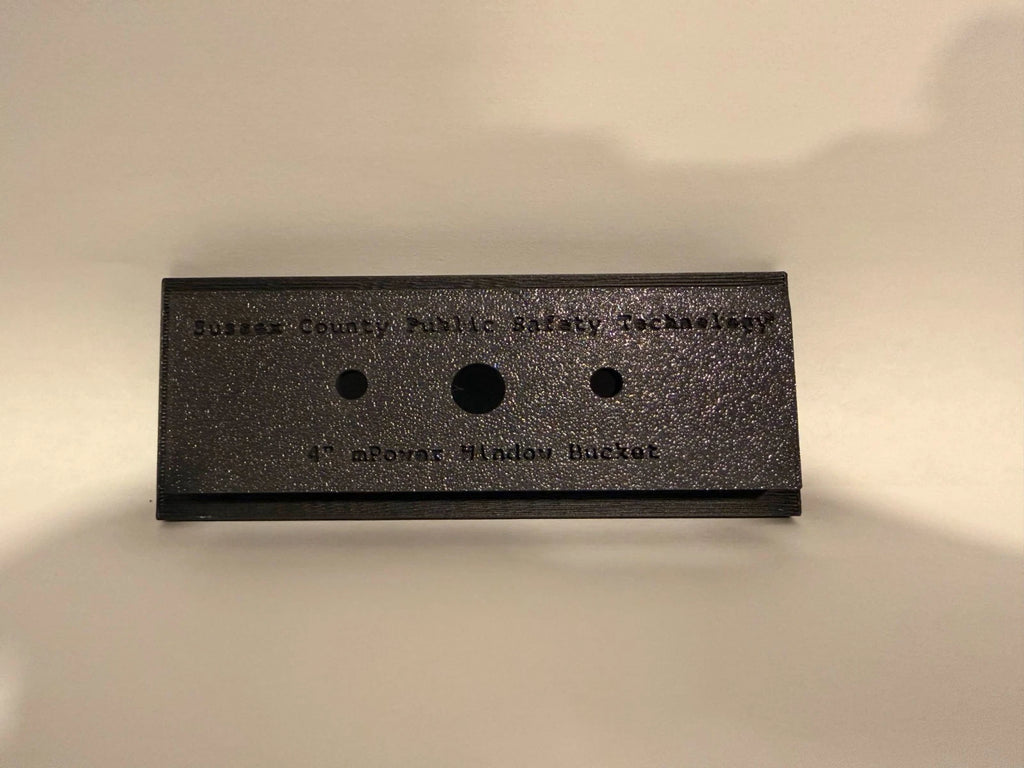 Sussex County Public Safety Technology
4" mPower Window Bucket